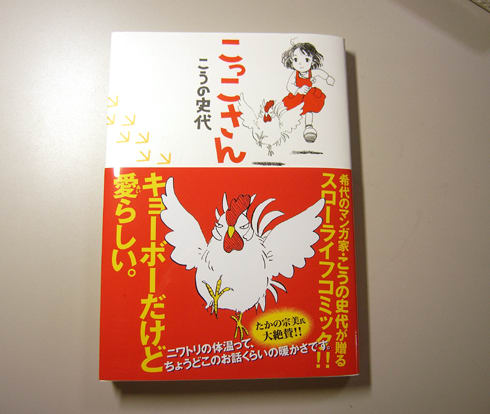 こっこさん
こうの史代
希代のマンガ家・こうの史代が贈る
スローライフコミック!!
キョーボーだけど
愛らしい。
たかの宗美氏
大絶賛!!
ニワトリの体温って、
ちょうどこのお話くらいの暖かさです。